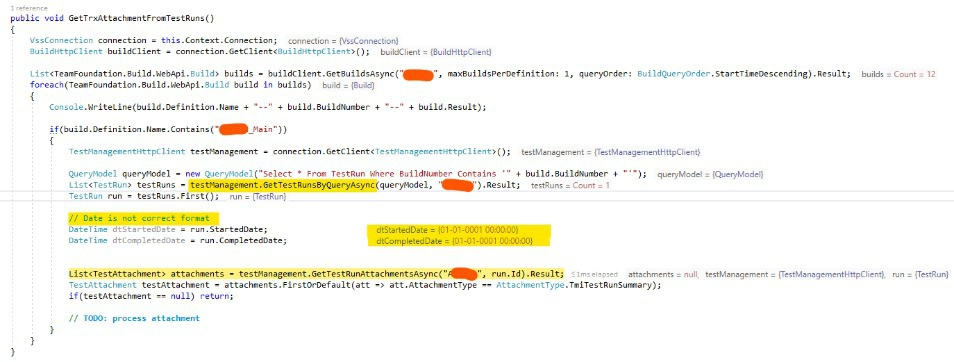 1 reference
public void GetTrxAttachmentFromTestRuns()
{
VssConnection connection = this.Context.Connection; connection = {VssConnection}
BuildHttpClient buildClient = connection.GetClient<BuildHttpClient>(); buildClient = {BuildHttpClient}
List<TeamFoundation.Build.WebApi.Build> builds = buildClient.GetBuildsAsync("", maxBuildsPerDefinition: 1, queryOrder: BuildQueryOrder.StartTimeDescending).Result; builds = Count = 12
foreach(TeamFoundation.Build.WebApi.Build build in builds) build = {Build}
{
Console.WriteLine(build.Definition.Name + "--" + build.BuildNumber + "--" + build.Result);
if(build.Definition.Name.Contains("_Main"))
{
TestManagementHttpClient testManagement = connection.GetClient<TestManagementHttpClient>(); testManagement = {TestManagementHttpClient}
QueryModel queryModel = new QueryModel("Select * From TestRun Where BuildNumber Contains '" + build.BuildNumber + "'"); queryModel = {QueryModel}
List<TestRun> testRuns = testManagement.GetTestRunsByQueryAsync(queryModel, "").Result; testRuns = Count = 1
TestRun run = testRuns.First(); run = {TestRun}
// Date is not correct format
DateTime dtStartedDate = run.StartedDate; dtStartedDate = {01-01-0001 00:00:00}
DateTime dtCompletedDate = run.CompletedDate; dtCompletedDate = {01-01-0001 00:00:00}
List<TestAttachment> attachments = testManagement.GetTestRunAttachmentsAsync("", run.Id).Result; ≤1ms elapsed attachments = null, testManagement = {TestManagementHttpClient}, run = {TestRun}
TestAttachment testAttachment = attachments.FirstOrDefault(att => att.AttachmentType == AttachmentType.TmiTestRunSummary);
if(testAttachment == null) return;
// TODO: process attachment
}
}
}